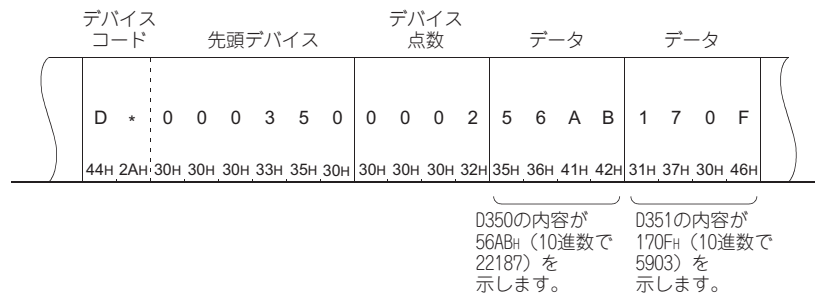 デバイス
コード
先頭デバイス
デバイス
点数
データ
データ
D * 0 0 0 3 5 0 0 0 0 2 5 6 A B 1 7 0 F
44H 2AH 30H 30H 30H 33H 35H 30H 30H 30H 30H 32H 35H 36H 41H 42H 31H 37H 30H 46H
D350の内容が
56ABH（10進数で
22187）を
示します。
D351の内容が
170FH（10進数で
5903）を
示します。